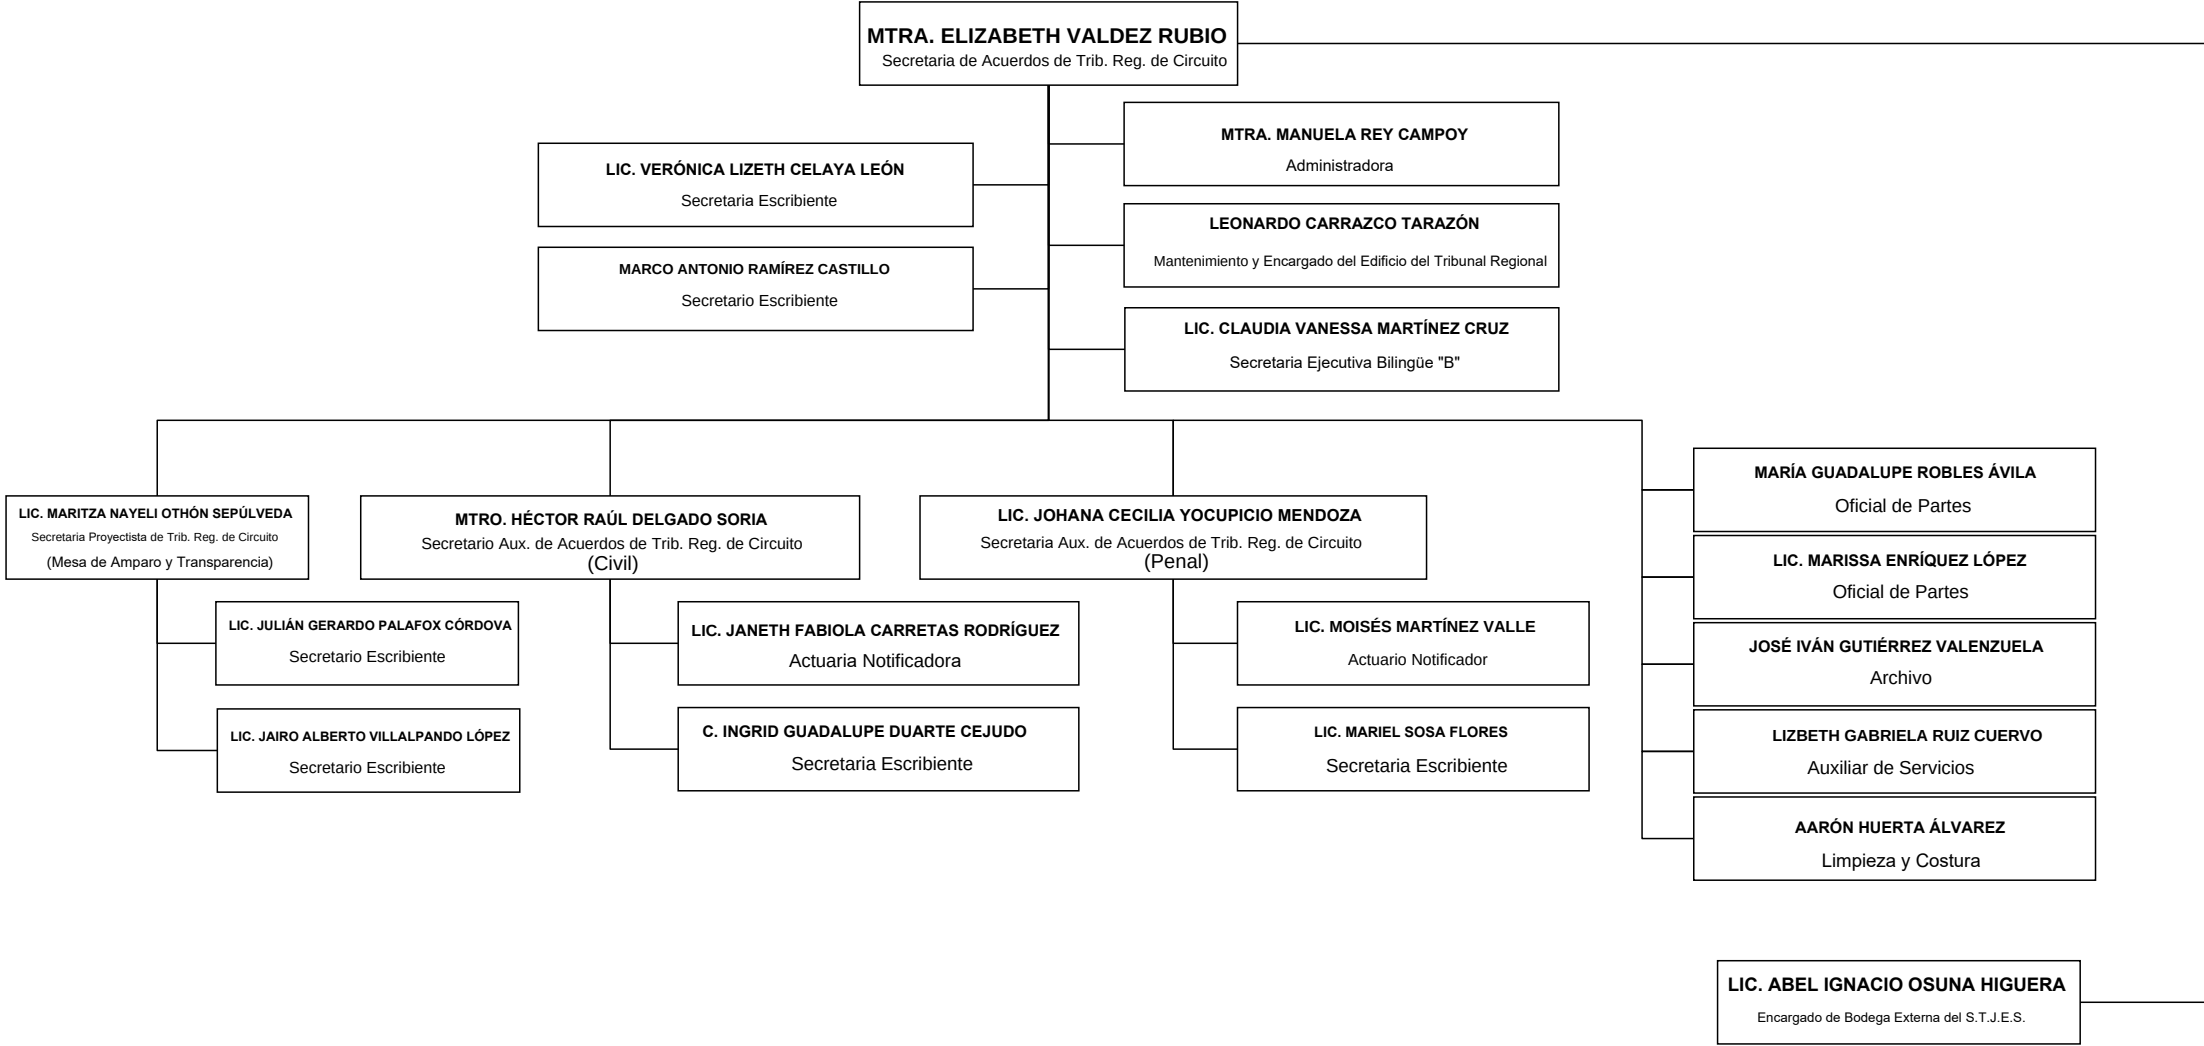 MTRA. ELIZABETH VALDEZ RUBIO
Secretaria de Acuerdos de Trib. Reg. de Circuito
MTRA. MANUELA REY CAMPOY
Administradora
LIC. VERÓNICA LIZETH CELAYA LEÓN
Secretaria Escribiente
LEONARDO CARRAZCO TARAZÓN
Mantenimiento y Encargado del Edificio del Tribunal Regional
MARCO ANTONIO RAMÍREZ CASTILLO
Secretario Escribiente
LIC. CLAUDIA VANESSA MARTÍNEZ CRUZ
Secretaria Ejecutiva Bilingüe "B"
LIC. MARITZA NAYELI OTHÓN SEPÚLVEDA
Secretaria Proyectista de Trib. Reg. de Circuito
(Mesa de Amparo y Transparencia)
LIC. JULIÁN GERARDO PALAFOX CÓRDOVA
Secretario Escribiente
LIC. JAIRO ALBERTO VILLALPANDO LÓPEZ
Secretario Escribiente
MTRO. HÉCTOR RAÚL DELGADO SORIA
Secretario Aux. de Acuerdos de Trib. Reg. de Circuito
(Civil)
LIC. JANETH FABIOLA CARRETAS RODRÍGUEZ
Actuaria Notificadora
C. INGRID GUADALUPE DUARTE CEJUDO
Secretaria Escribiente
LIC. JOHANA CECILIA YOCUPICIO MENDOZA
Secretaria Aux. de Acuerdos de Trib. Reg. de Circuito
(Penal)
LIC. MOISÉS MARTÍNEZ VALLE
Actuario Notificador
LIC. MARIEL SOSA FLORES
Secretaria Escribiente
MARÍA GUADALUPE ROBLES ÁVILA
Oficial de Partes
LIC. MARISSA ENRÍQUEZ LÓPEZ
Oficial de Partes
JOSÉ IVÁN GUTIÉRREZ VALENZUELA
Archivo
LIZBETH GABRIELA RUIZ CUERVO
Auxiliar de Servicios
AARÓN HUERTA ÁLVAREZ
Limpieza y Costura
LIC. ABEL IGNACIO OSUNA HIGUERA
Encargado de Bodega Externa del S.T.J.E.S.